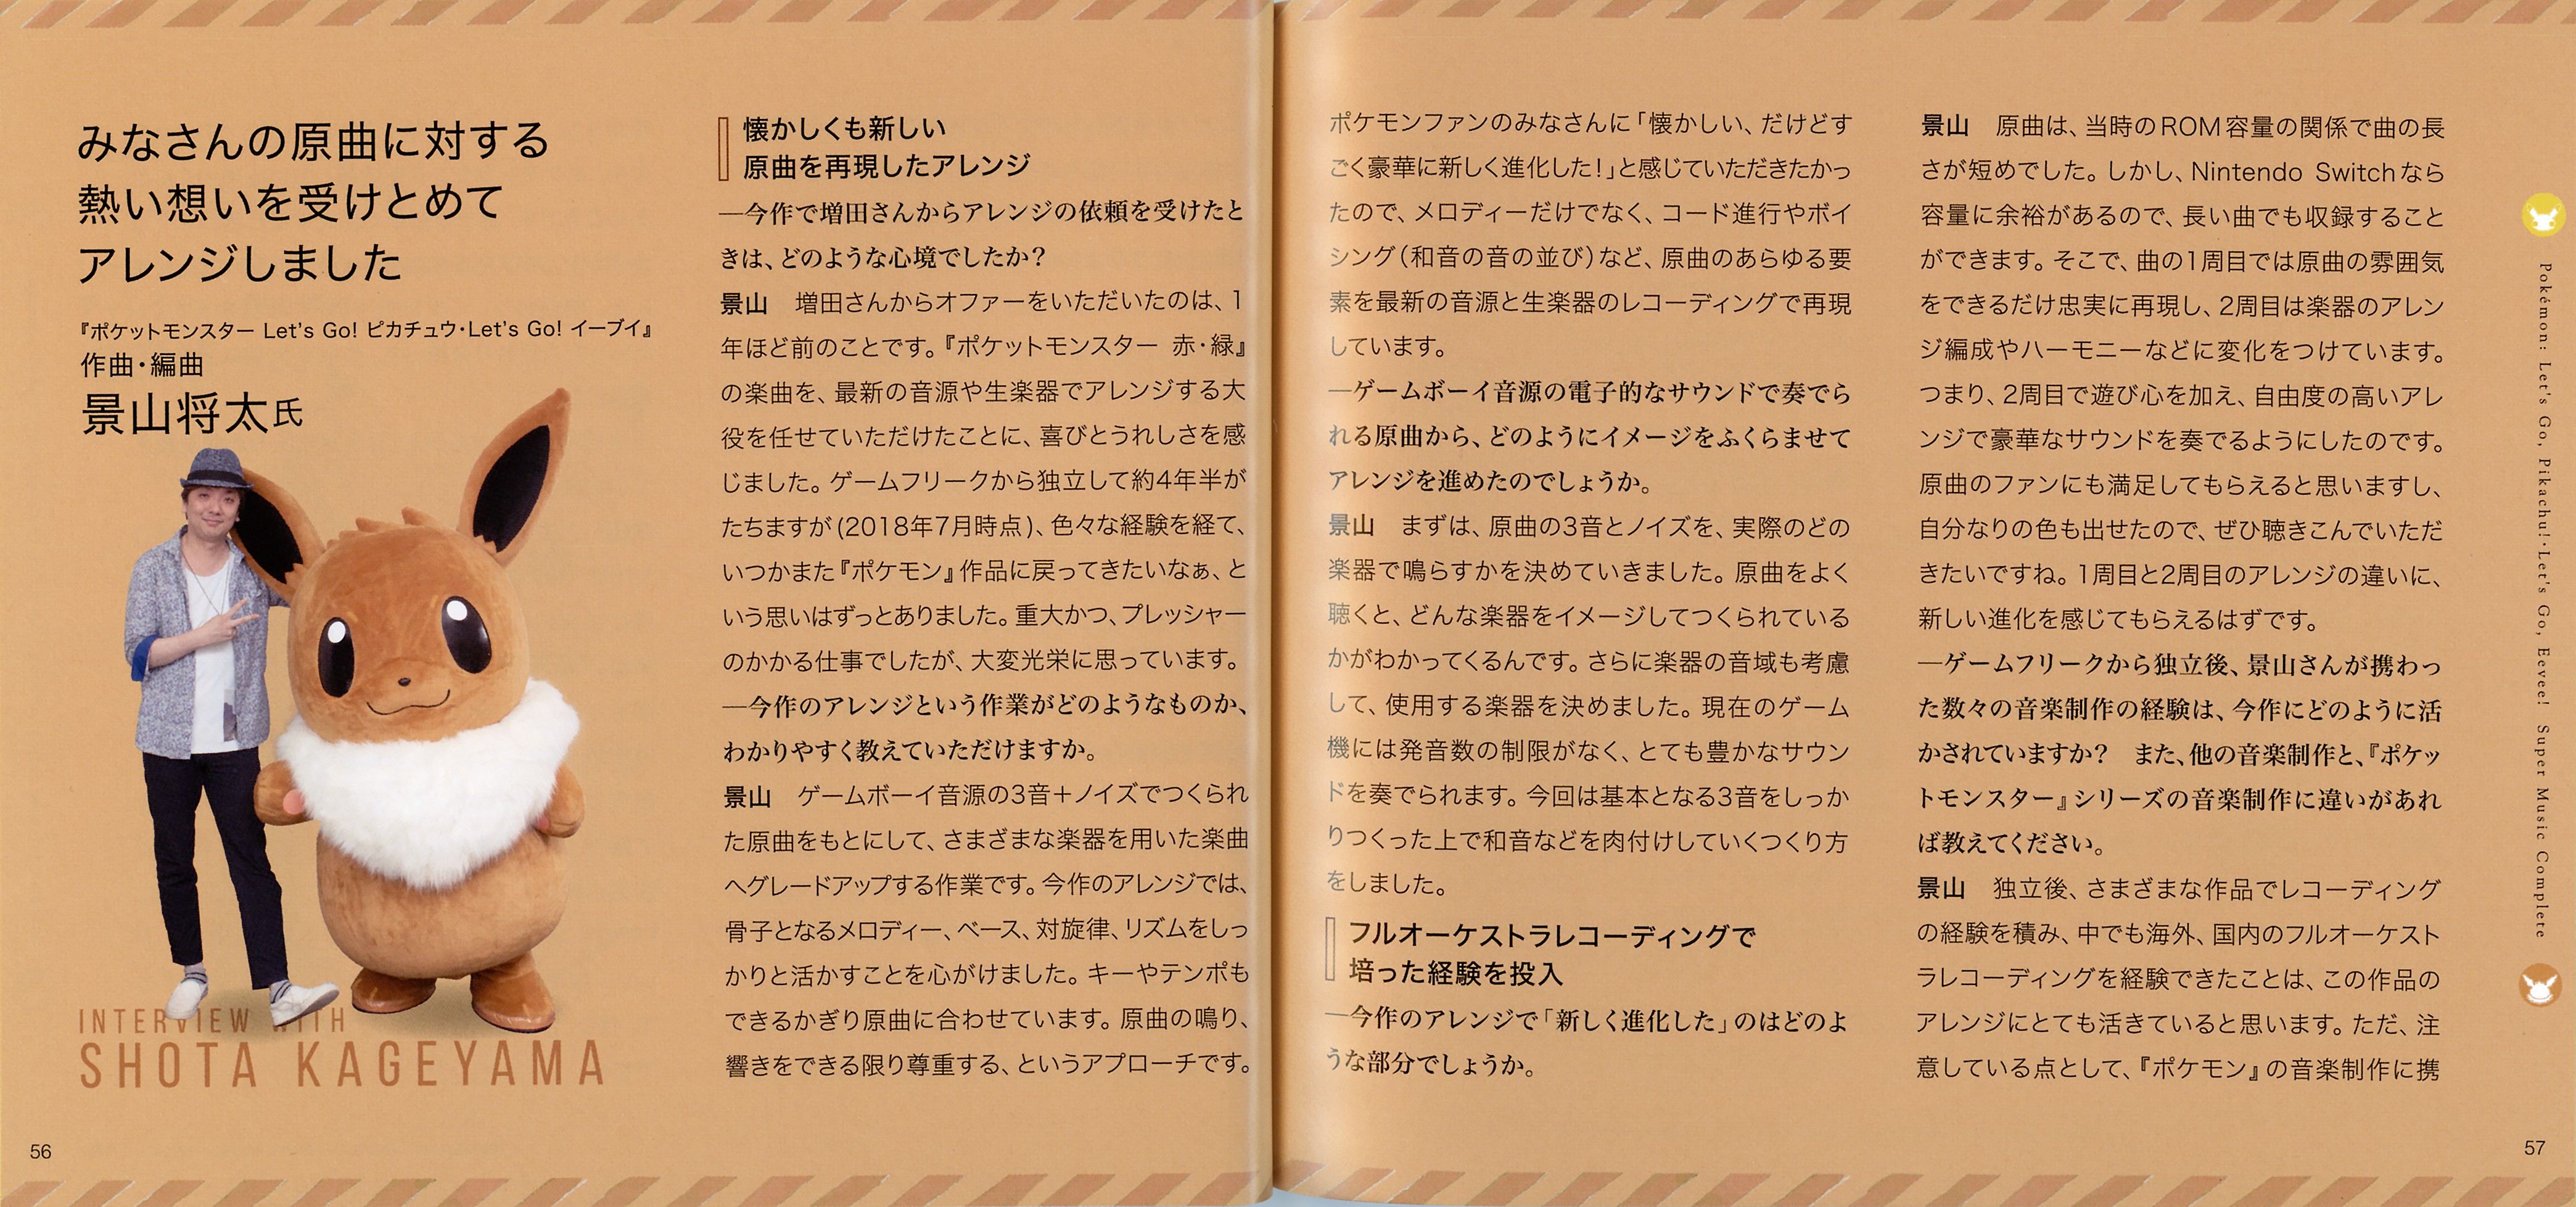 みなさんの原曲に対する
熱い想いを受けとめて
アレンジしました
『ポケットモンスター Let's Go! ピカチュウ・Let's Go! イーブイ』
作曲・編曲
景山将太氏
INTERVIEW WITH
SHOTA KAGEYAMA
56
懐かしくも新しい
原曲を再現したアレンジ
―今作で増田さんからアレンジの依頼を受けたと
きは、どのような心境でしたか?
景山　増田さんからオファーをいただいたのは、1
年ほど前のことです。『ポケットモンスター 赤・緑』
の楽曲を、最新の音源や生楽器でアレンジする大
役を任せていただけたことに、喜びとうれしさを感
じました。ゲームフリークから独立して約4年半が
たちますが(2018年7月時点)、色々な経験を経て、
いつかまた『ポケモン』作品に戻ってきたいなぁ、と
いう思いはずっとありました。重大かつ、プレッシャー
のかかる仕事でしたが、大変光栄に思っています。
―今作のアレンジという作業がどのようなものか、
わかりやすく教えていただけますか。
景山　ゲームボーイ音源の3音＋ノイズでつくられ
た原曲をもとにして、さまざまな楽器を用いた楽曲
へグレードアップする作業です。今作のアレンジでは、
骨子となるメロディー、ベース、対旋律、リズムをしっ
かりと活かすことを心がけました。キーやテンポも
できるかぎり原曲に合わせています。原曲の鳴り、
響きをできる限り尊重する、というアプローチです。
ポケモンファンのみなさんに「懐かしい、だけどす
ごく豪華に新しく進化した!」と感じていただきたかっ
たので、メロディーだけでなく、コード進行やボイ
シング(和音の音の並び)など、原曲のあらゆる要
素を最新の音源と生楽器のレコーディングで再現
しています。
―ゲームボーイ音源の電子的なサウンドで奏でら
れる原曲から、どのようにイメージをふくらませて
アレンジを進めたのでしょうか。
景山　まずは、原曲の3音とノイズを、実際のどの
楽器で鳴らすかを決めていきました。原曲をよく
聴くと、どんな楽器をイメージしてつくられている
かがわかってくるんです。さらに楽器の音域も考慮
して、使用する楽器を決めました。現在のゲーム
機には発音数の制限がなく、とても豊かなサウン
ドを奏でられます。今回は基本となる3音をしっか
りつくった上で和音などを肉付けしていくつくり方
をしました。
フルオーケストラレコーディングで
培った経験を投入
―今作のアレンジで「新しく進化した」のはどのよ
うな部分でしょうか。
景山　原曲は、当時のROM容量の関係で曲の長
さが短めでした。しかし、Nintendo Switchなら
容量に余裕があるので、長い曲でも収録すること
ができます。そこで、曲の1周目では原曲の雰囲気
をできるだけ忠実に再現し、2周目は楽器のアレン
ジ編成やハーモニーなどに変化をつけています。
つまり、2周目で遊び心を加え、自由度の高いアレ
ンジで豪華なサウンドを奏でるようにしたのです。
原曲のファンにも満足してもらえると思いますし、
自分なりの色も出せたので、ぜひ聴きこんでいただ
きたいですね。1周目と2周目のアレンジの違いに、
新しい進化を感じてもらえるはずです。
―ゲームフリークから独立後、景山さんが携わっ
た数々の音楽制作の経験は、今作にどのように活
かされていますか?　また、他の音楽制作と、『ポケッ
トモンスター』シリーズの音楽制作に違いがあれ
ば教えてください。
景山　独立後、さまざまな作品でレコーディング
の経験を積み、中でも海外、国内のフルオーケスト
ラレコーディングを経験できたことは、この作品の
アレンジにとても活きていると思います。ただ、注
意している点として、『ポケモン』の音楽制作に携
Pokémon: Let's Go, Pikachu!・Let's Go, Eevee! Super Music Complete
57